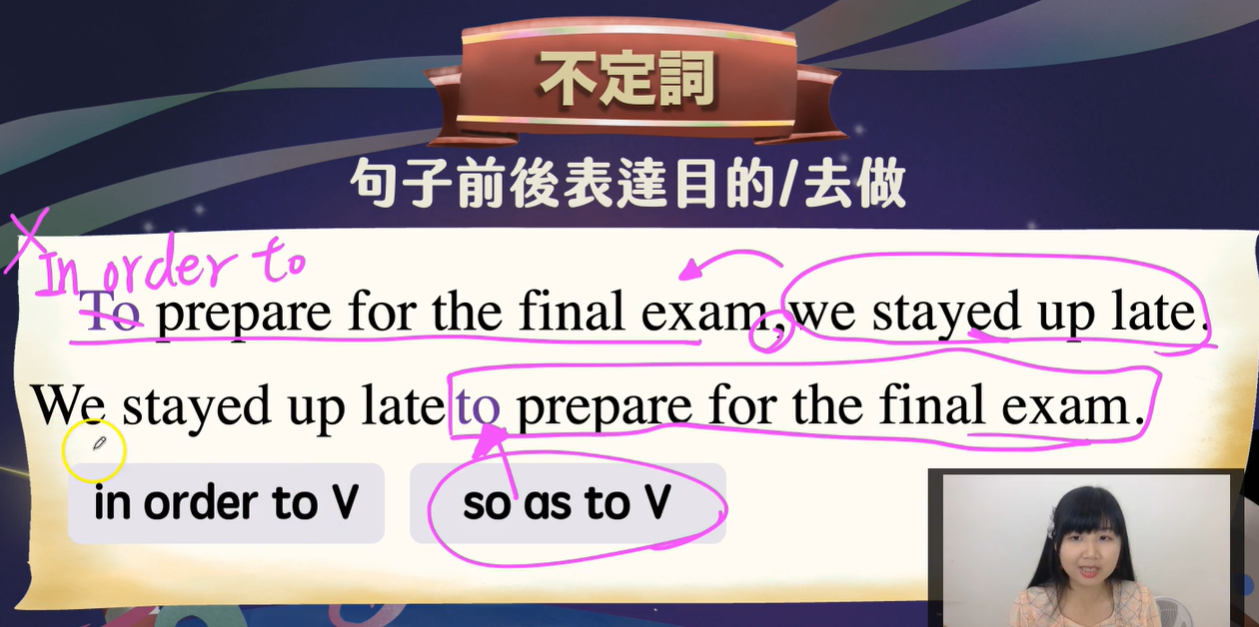 不定詞
句子前後表達目的/去做
In order to
To prepare for the final exam, we stayed up late.
We stayed up late to prepare for the final exam.
in order to V
so as to V